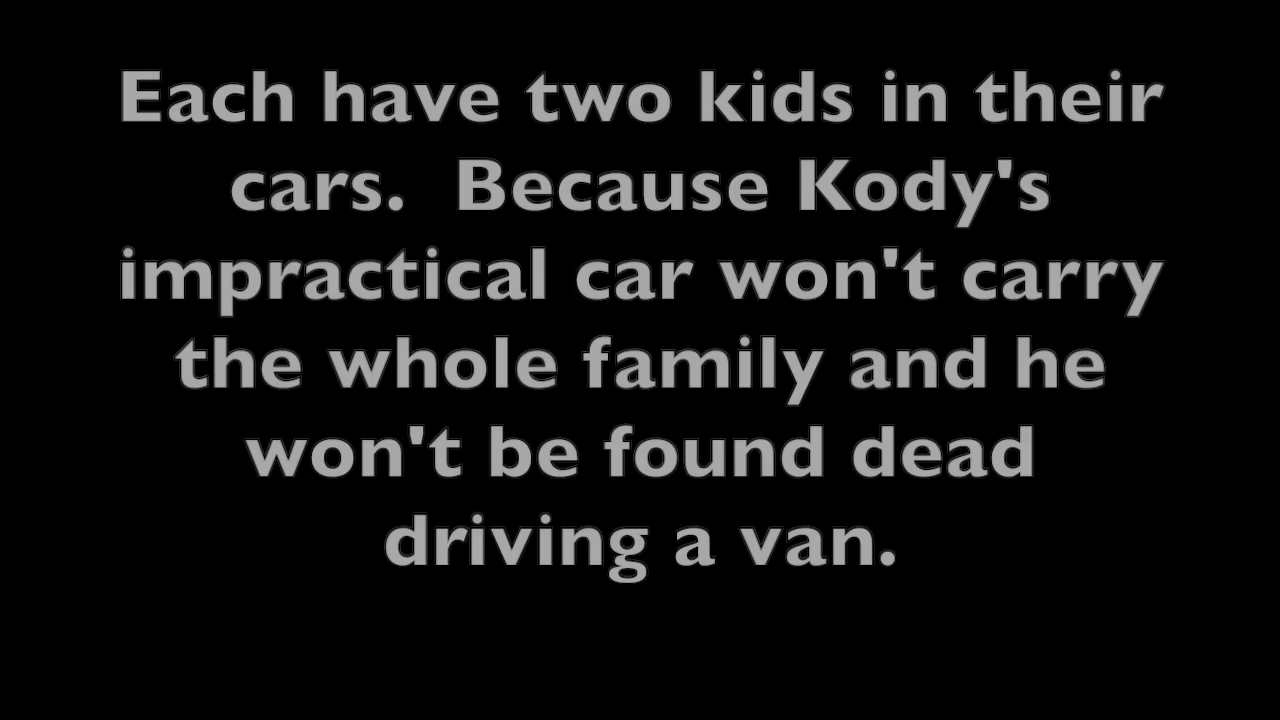 Each have two kids in their
cars.  Because Kody's
impractical car won't carry
the whole family and he
won't be found dead
driving a van.